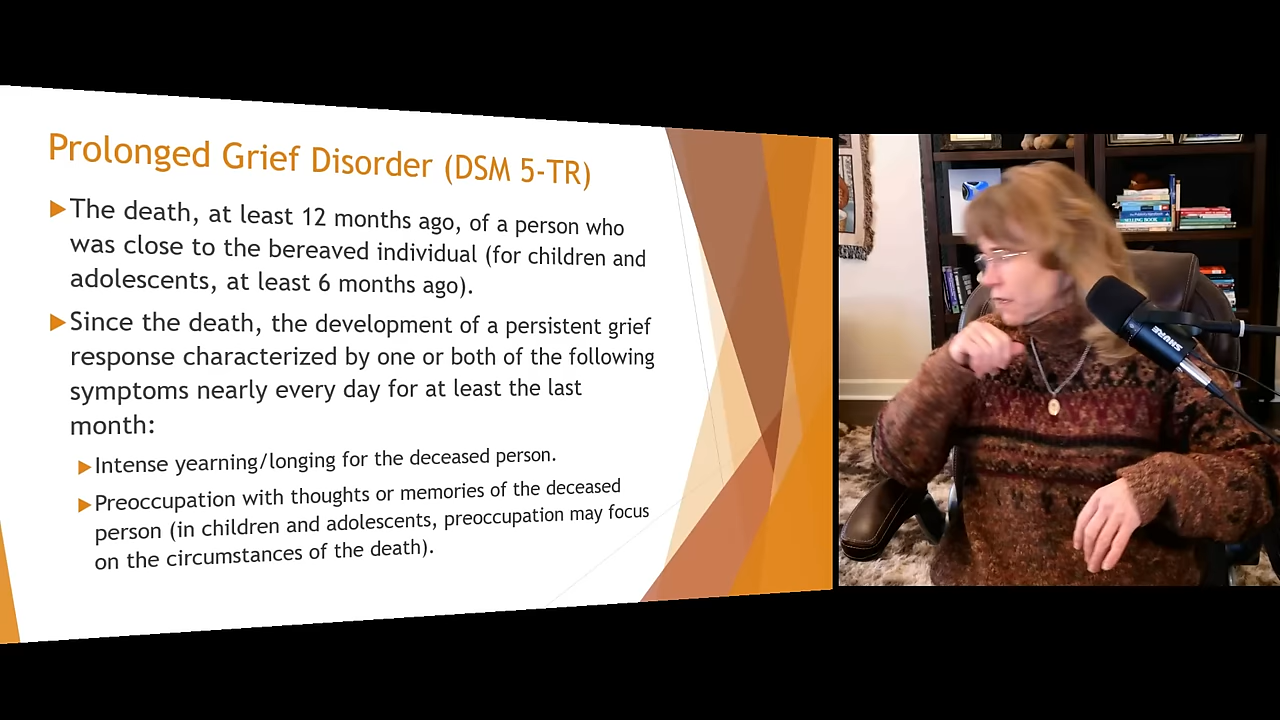 Prolonged Grief Disorder (DSM 5-TR)
The death, at least 12 months ago, of a person who
was close to the bereaved individual (for children and
adolescents, at least 6 months ago).
Since the death, the development of a persistent grief
response characterized by one or both of the following
symptoms nearly every day for at least the last
month:
Intense yearning/longing for the deceased person.
Preoccupation with thoughts or memories of the deceased
person (in children and adolescents, preoccupation may focus
on the circumstances of the death).
SHURE
SELLING BOOK